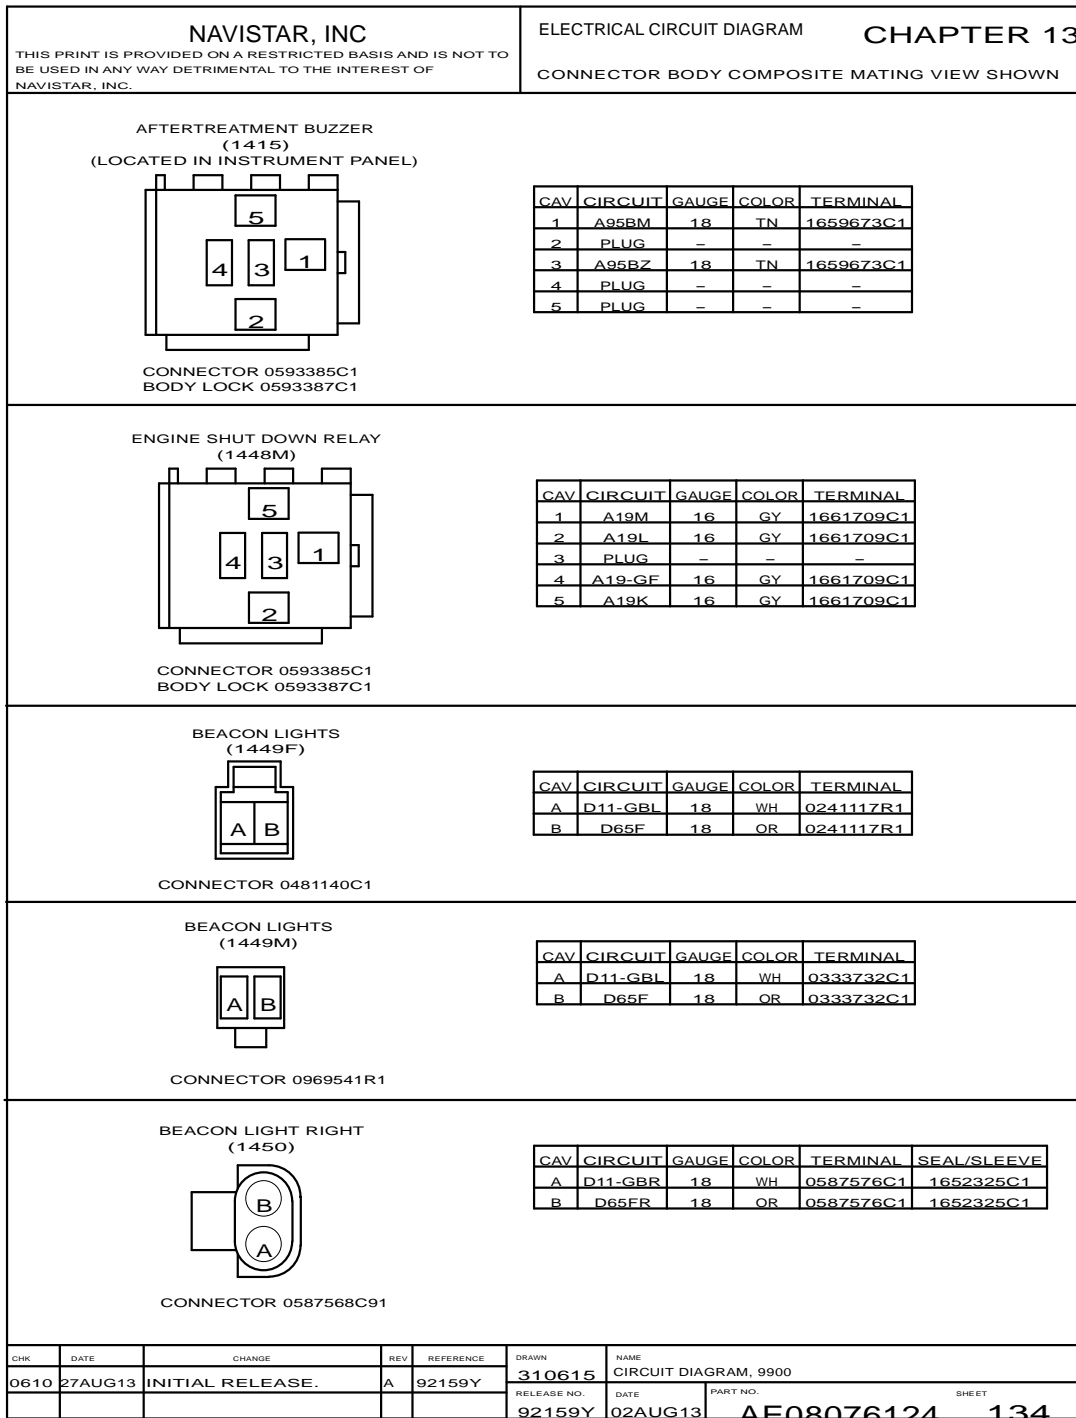 NAVISTAR, INC
THIS PRINT IS PROVIDED ON A RESTRICTED BASIS AND IS NOT TO
BE USED IN ANY WAY DETRIMENTAL TO THE INTEREST OF
NAVISTAR, INC.
ELECTRICAL CIRCUIT DIAGRAM CHAPTER 13
CONNECTOR BODY COMPOSITE MATING VIEW SHOWN
AFTERTREATMENT BUZZER
(1415)
(LOCATED IN INSTRUMENT PANEL)
5
4 3 1
2
CONNECTOR 0593385C1
BODY LOCK 0593387C1
CAV CIRCUIT GAUGE COLOR TERMINAL
1 A95BM 18 TN 1659673C1
2 PLUG – – –
3 A95BZ 18 TN 1659673C1
4 PLUG – – –
5 PLUG – – –
ENGINE SHUT DOWN RELAY
(1448M)
5
4 3 1
2
CONNECTOR 0593385C1
BODY LOCK 0593387C1
CAV CIRCUIT GAUGE COLOR TERMINAL
1 A19M 16 GY 1661709C1
2 A19L 16 GY 1661709C1
3 PLUG – – –
4 A19-GF 16 GY 1661709C1
5 A19K 16 GY 1661709C1
BEACON LIGHTS
(1449F)
A B
CONNECTOR 0481140C1
CAV CIRCUIT GAUGE COLOR TERMINAL
A D11-GBL 18 WH 0241117R1
B D65F 18 OR 0241117R1
BEACON LIGHTS
(1449M)
A B
CONNECTOR 0969541R1
CAV CIRCUIT GAUGE COLOR TERMINAL
A D11-GBL 18 WH 0333732C1
B D65F 18 OR 0333732C1
BEACON LIGHT RIGHT
(1450)
B
A
CONNECTOR 0587568C91
CAV CIRCUIT GAUGE COLOR TERMINAL SEAL/SLEEVE
A D11-GBR 18 WH 0587576C1 1652325C1
B D65FR 18 OR 0587576C1 1652325C1
CHK DATE CHANGE REV REFERENCE
0610 27AUG13 INITIAL RELEASE. A 92159Y
DRAWN
310615
NAME
CIRCUIT DIAGRAM, 9900
RELEASE NO. DATE PART NO. SHEET
92159Y 02AUG13 AE08076124 134